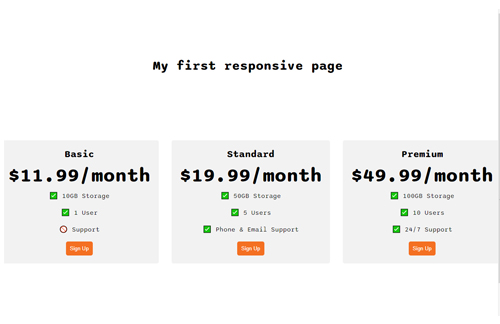 My first responsive page
Basic
$11.99/month
✅ 10GB Storage
✅ 1 User
🚫 Support
Sign Up
Standard
$19.99/month
✅ 50GB Storage
✅ 5 Users
✅ Phone & Email Support
Sign Up
Premium
$49.99/month
✅ 100GB Storage
✅ 10 Users
✅ 24/7 Support
Sign Up